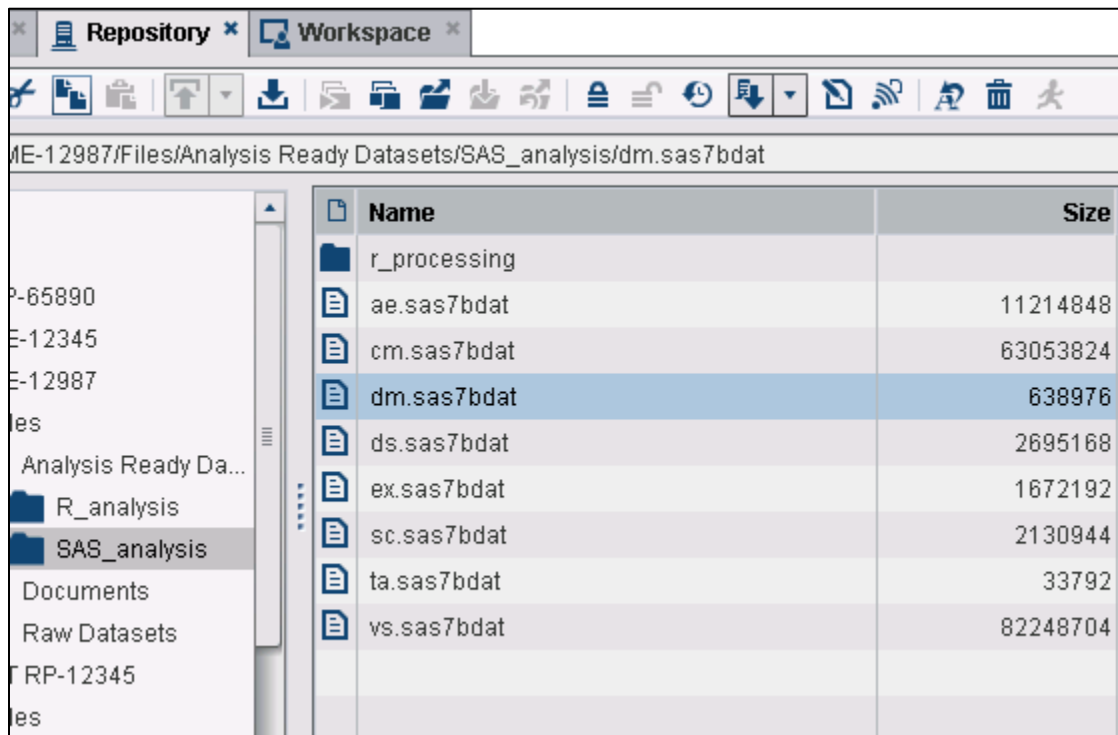 Repository Workspace
ME-12987/Files/Analysis Ready Datasets/SAS_analysis/dm.sas7bdat
P-65890
E-12345
E-12987
les
Analysis Ready Da...
R_analysis
SAS_analysis
Documents
Raw Datasets
T RP-12345
les
Name Size
r_processing
ae.sas7bdat 11214848
cm.sas7bdat 63053824
dm.sas7bdat 638976
ds.sas7bdat 2695168
ex.sas7bdat 1672192
sc.sas7bdat 2130944
ta.sas7bdat 33792
vs.sas7bdat 82248704